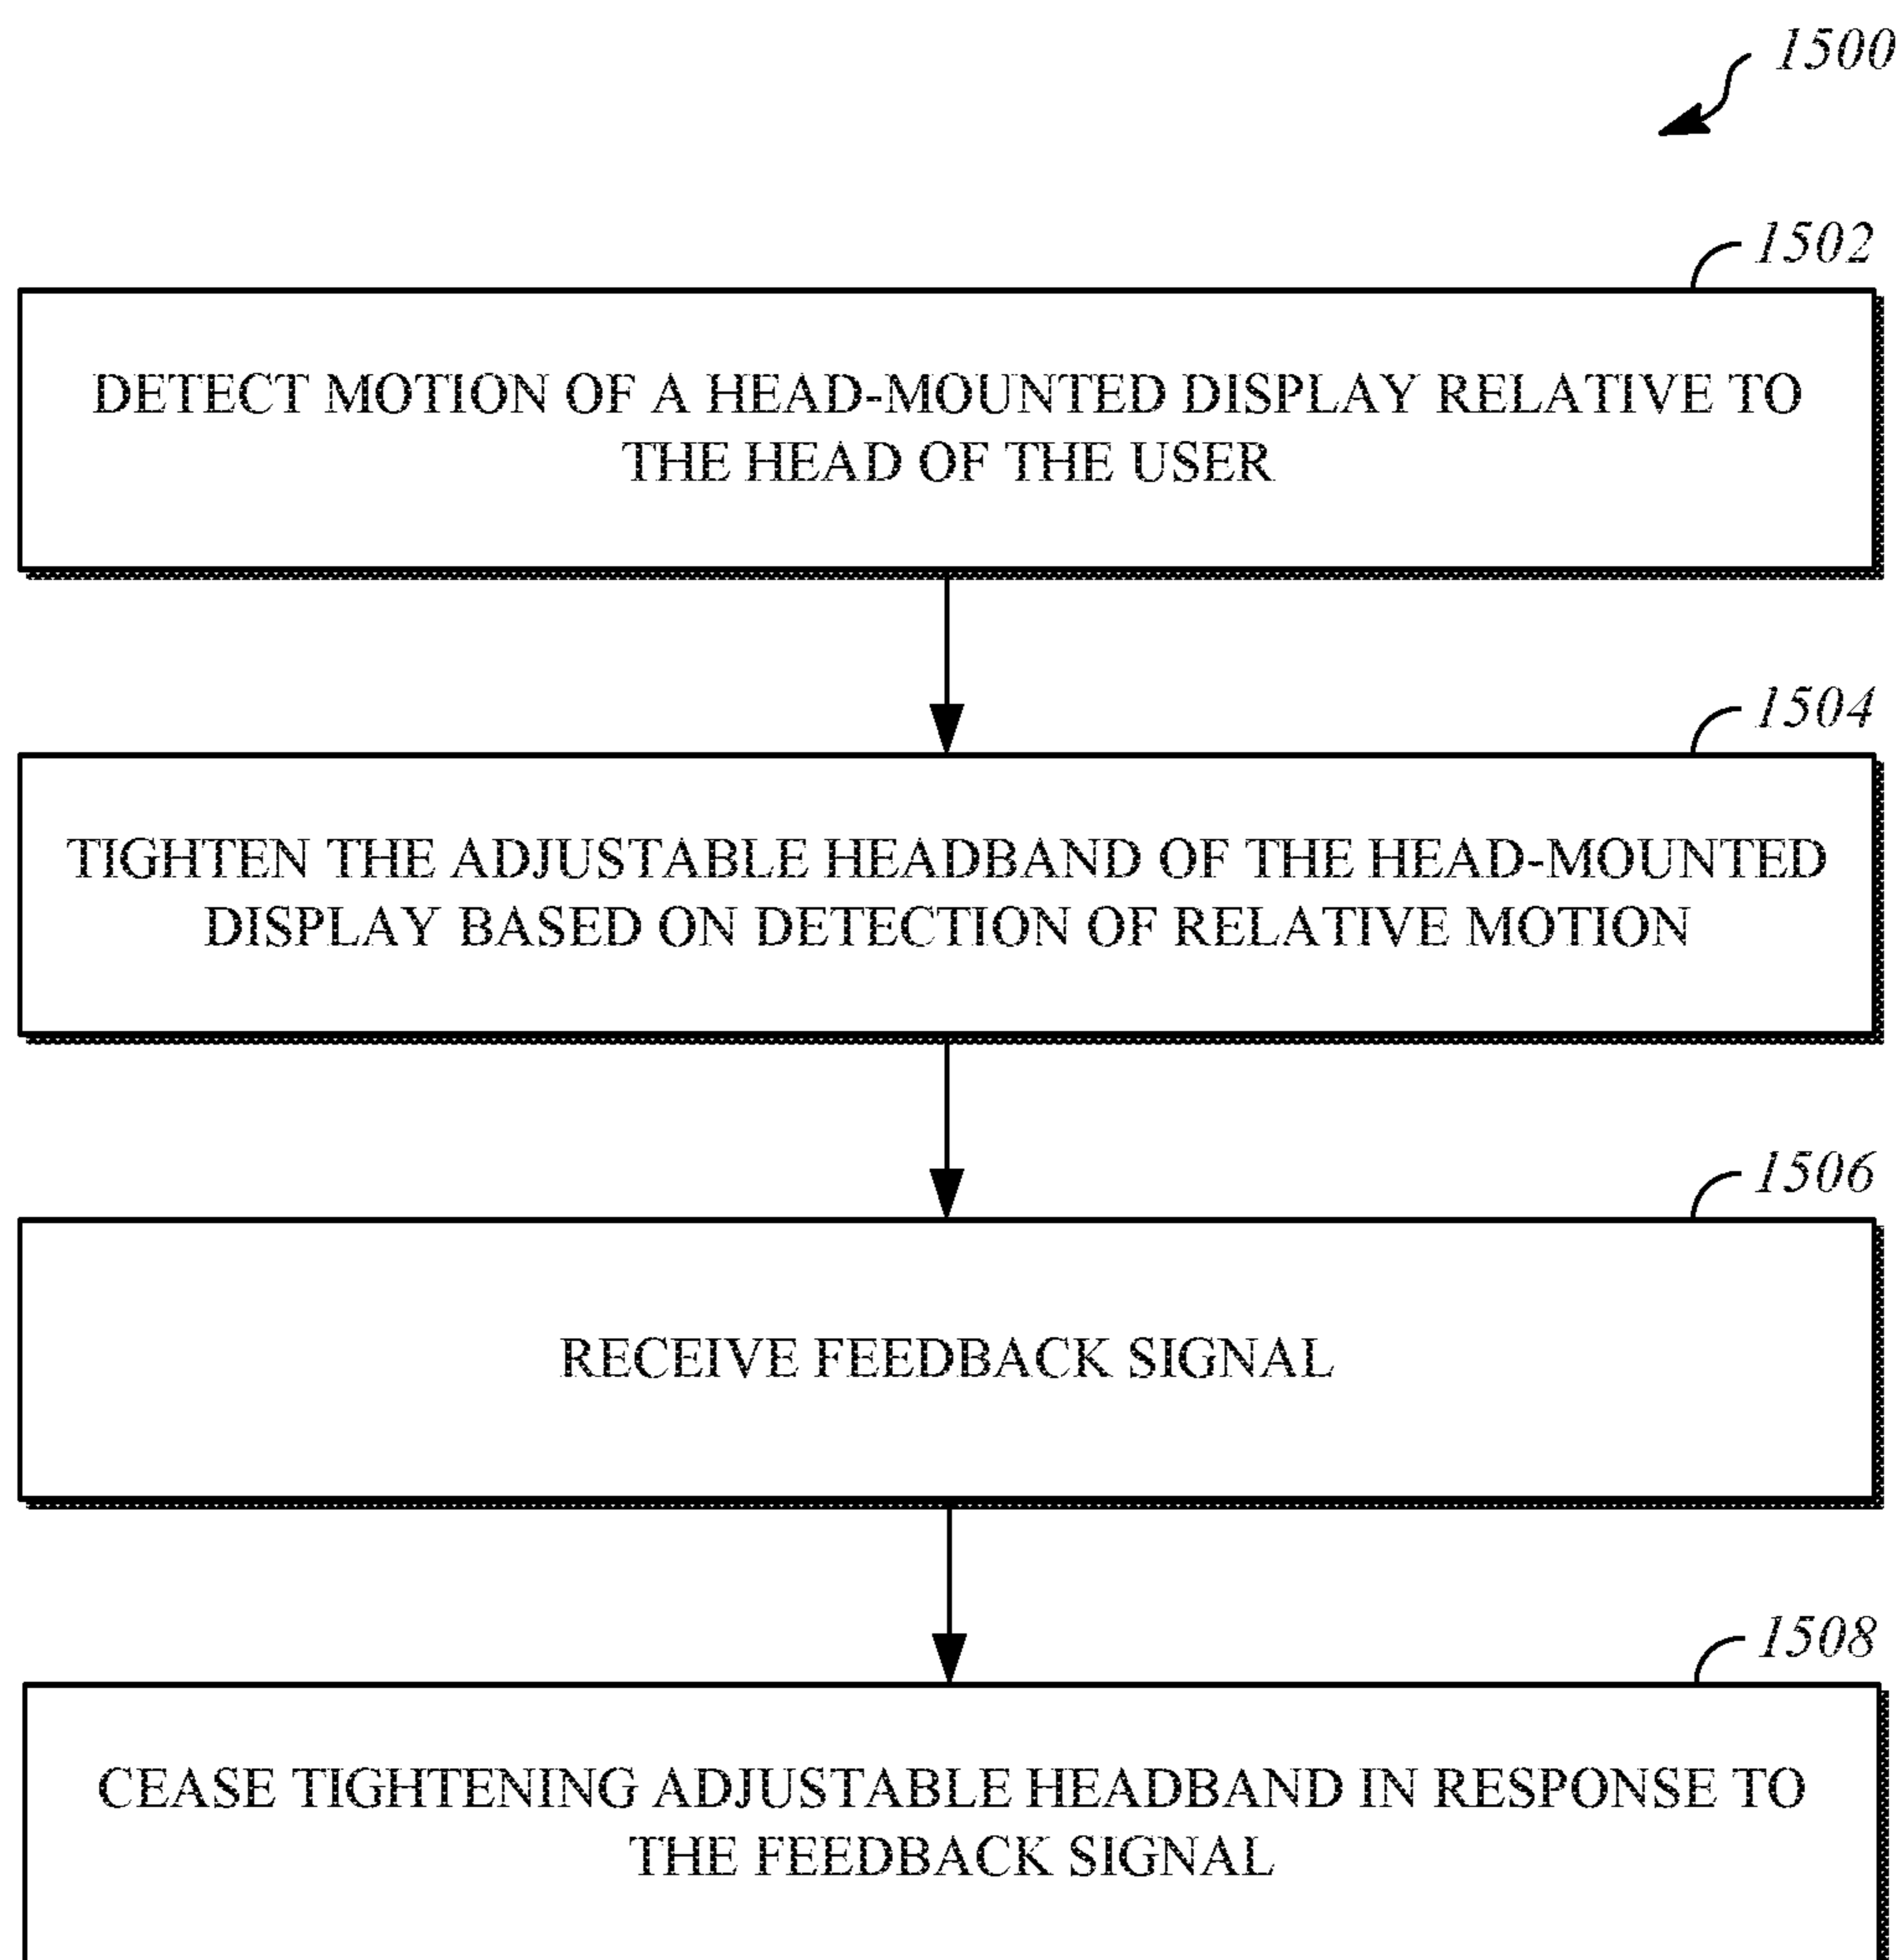 1500
1502
DETECT MOTION OF A HEAD-MOUNTED DISPLAY RELATIVE TO
THE HEAD OF THE USER
1504
TIGHTEN THE ADJUSTABLE HEADBAND OF THE HEAD-MOUNTED
DISPLAY BASED ON DETECTION OF RELATIVE MOTION
1506
RECEIVE FEEDBACK SIGNAL
1508
CEASE TIGHTENING ADJUSTABLE HEADBAND IN RESPONSE TO
THE FEEDBACK SIGNAL